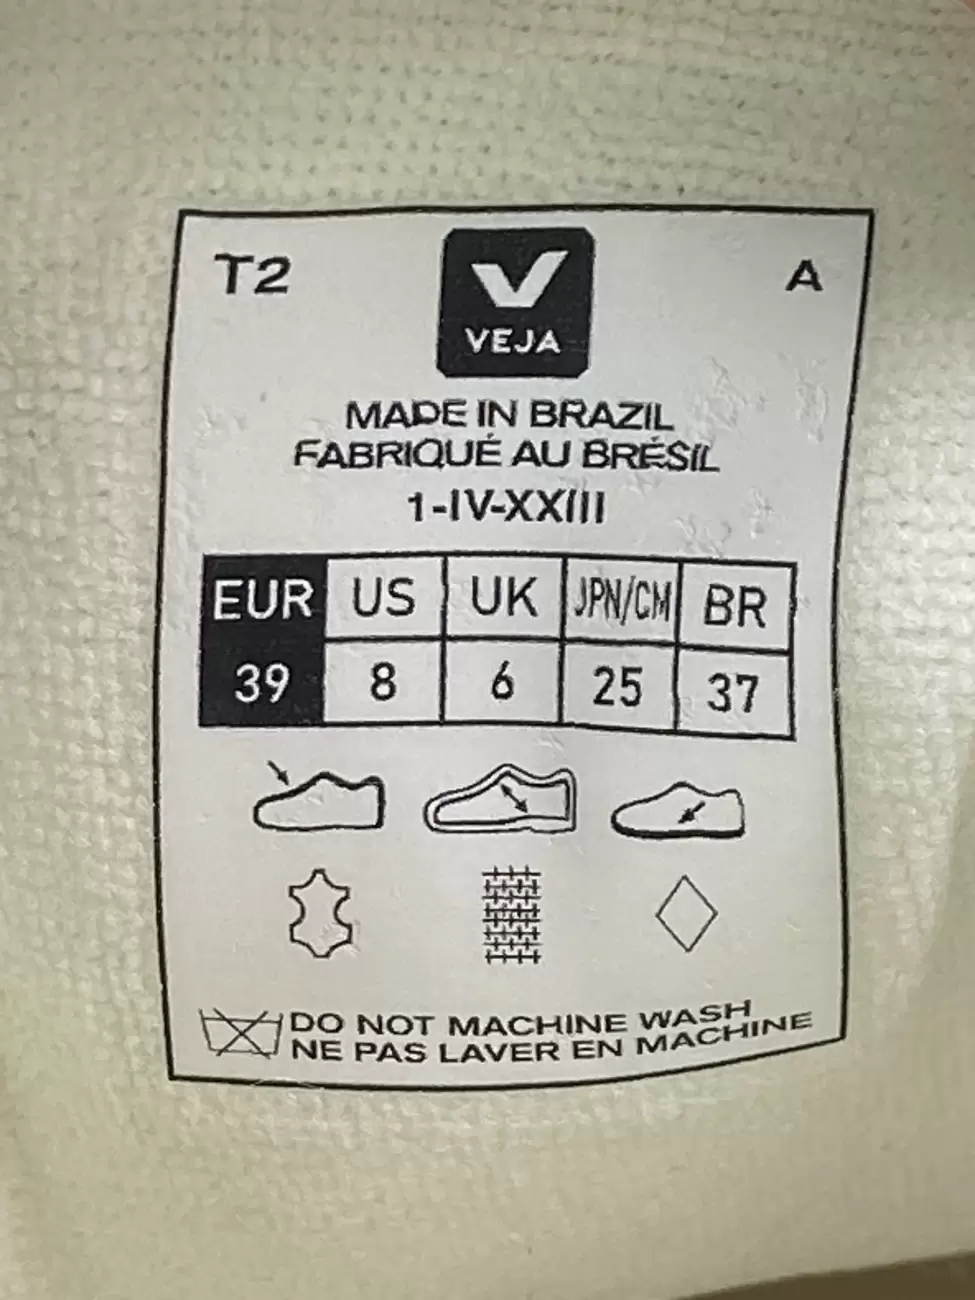 T2
A
VEJA
MADE IN BRAZIL
FABRIQUÉ AU BRÉSIL
1-IV-XXIII
EUR US UK JPN/CM BR
39 8 6 25 37
DO NOT MACHINE WASH
NE PAS LAVER EN MACHINE